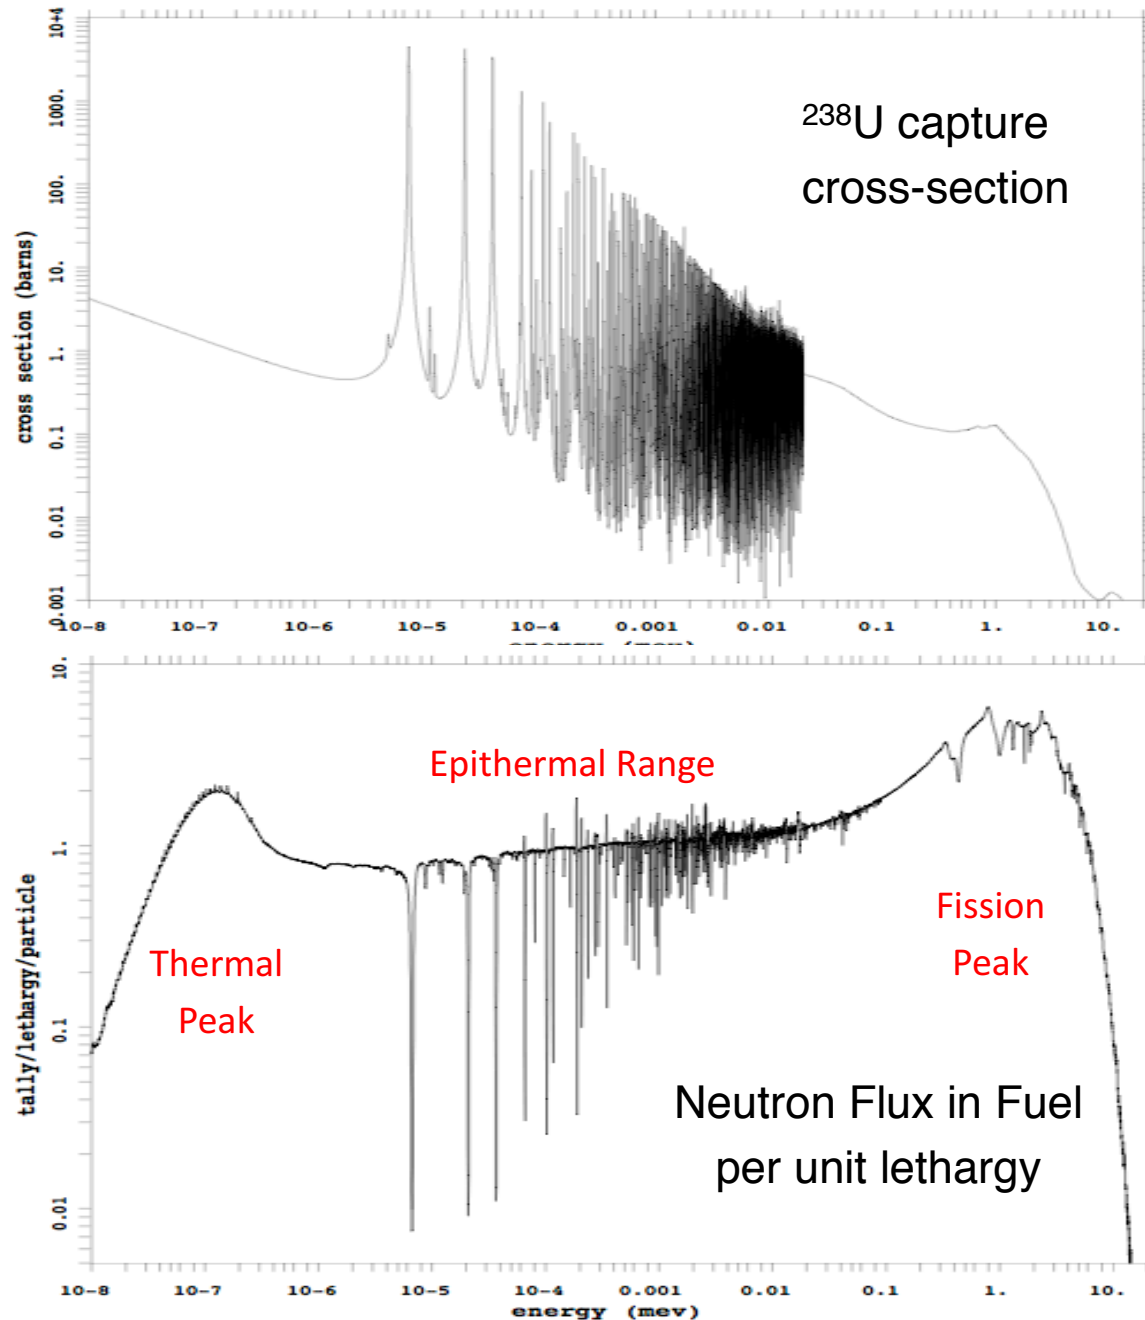 10+4
1000.
100.
10.
1.
0.1
0.01
0.001
cross section (barns)
238U capture
cross-section
10-8 10-7 10-6 10-5 10-4 0.001 0.01 0.1 1. 10.
energy (mev)
10.
1.
0.1
0.01
tally/lethargy/particle
Epithermal Range
Thermal
Peak
Fission
Peak
Neutron Flux in Fuel
per unit lethargy
10-8 10-7 10-6 10-5 10-4 0.001 0.01 0.1 1. 10.
energy (mev)